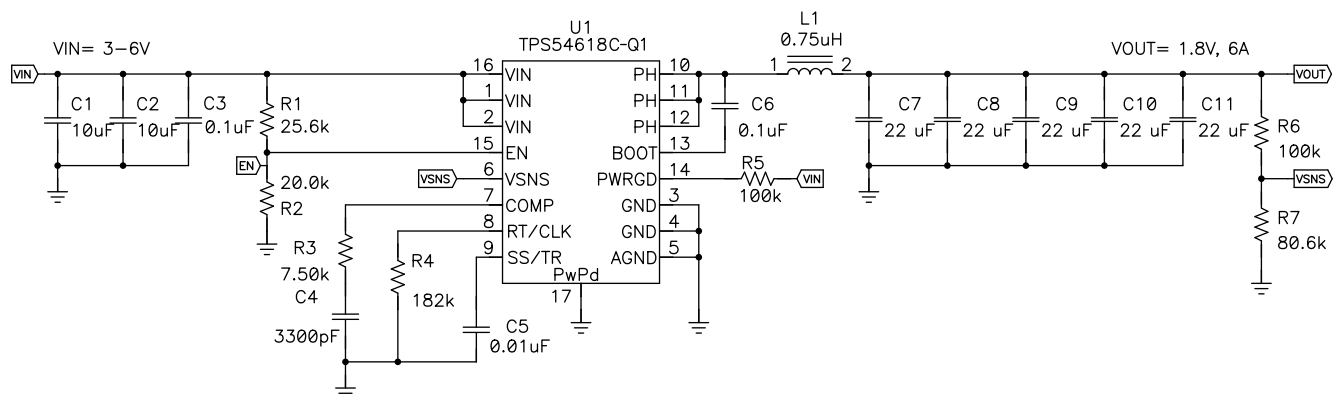 U1
TPS54618C-Q1
L1
0.75uH
VIN= 3-6V
VOUT= 1.8V, 6A
VIN
16
VIN
PH
10
1
2
VOUT
1
VIN
PH
11
2
VIN
PH
12
15
EN
BOOT
13
6
VSNS
PWRGD
14
7
COMP
GND
3
8
RT/CLK
GND
4
9
SS/TR
AGND
5
PwPd
17
C1
10uF
C2
10uF
C3
0.1uF
R1
25.6k
EN
20.0k
R2
VSNS
R3
7.50k
C4
3300pF
R4
182k
C5
0.01uF
C6
0.1uF
R5
100k
VIN
C7
22 uF
C8
22 uF
C9
22 uF
C10
22 uF
C11
22 uF
R6
100k
VSNS
R7
80.6k